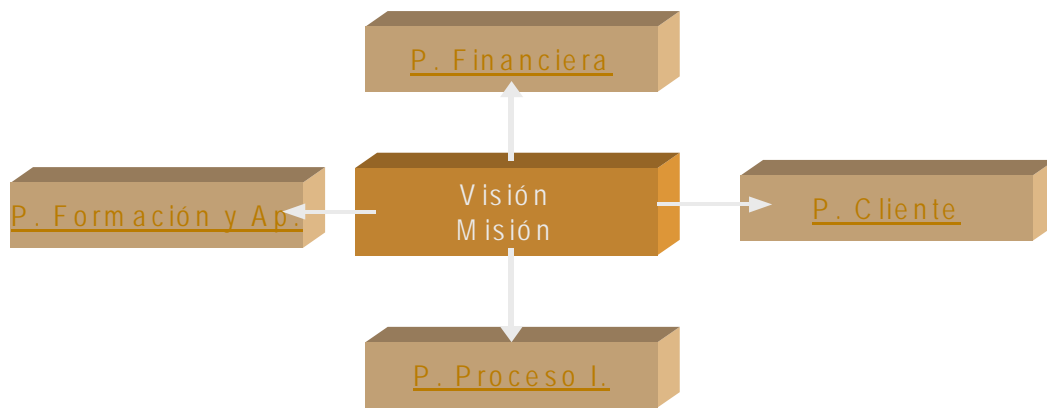 P. Financiera
Visión
Misión
P. Formación y Ap.
P. Cliente
P. Proceso I.